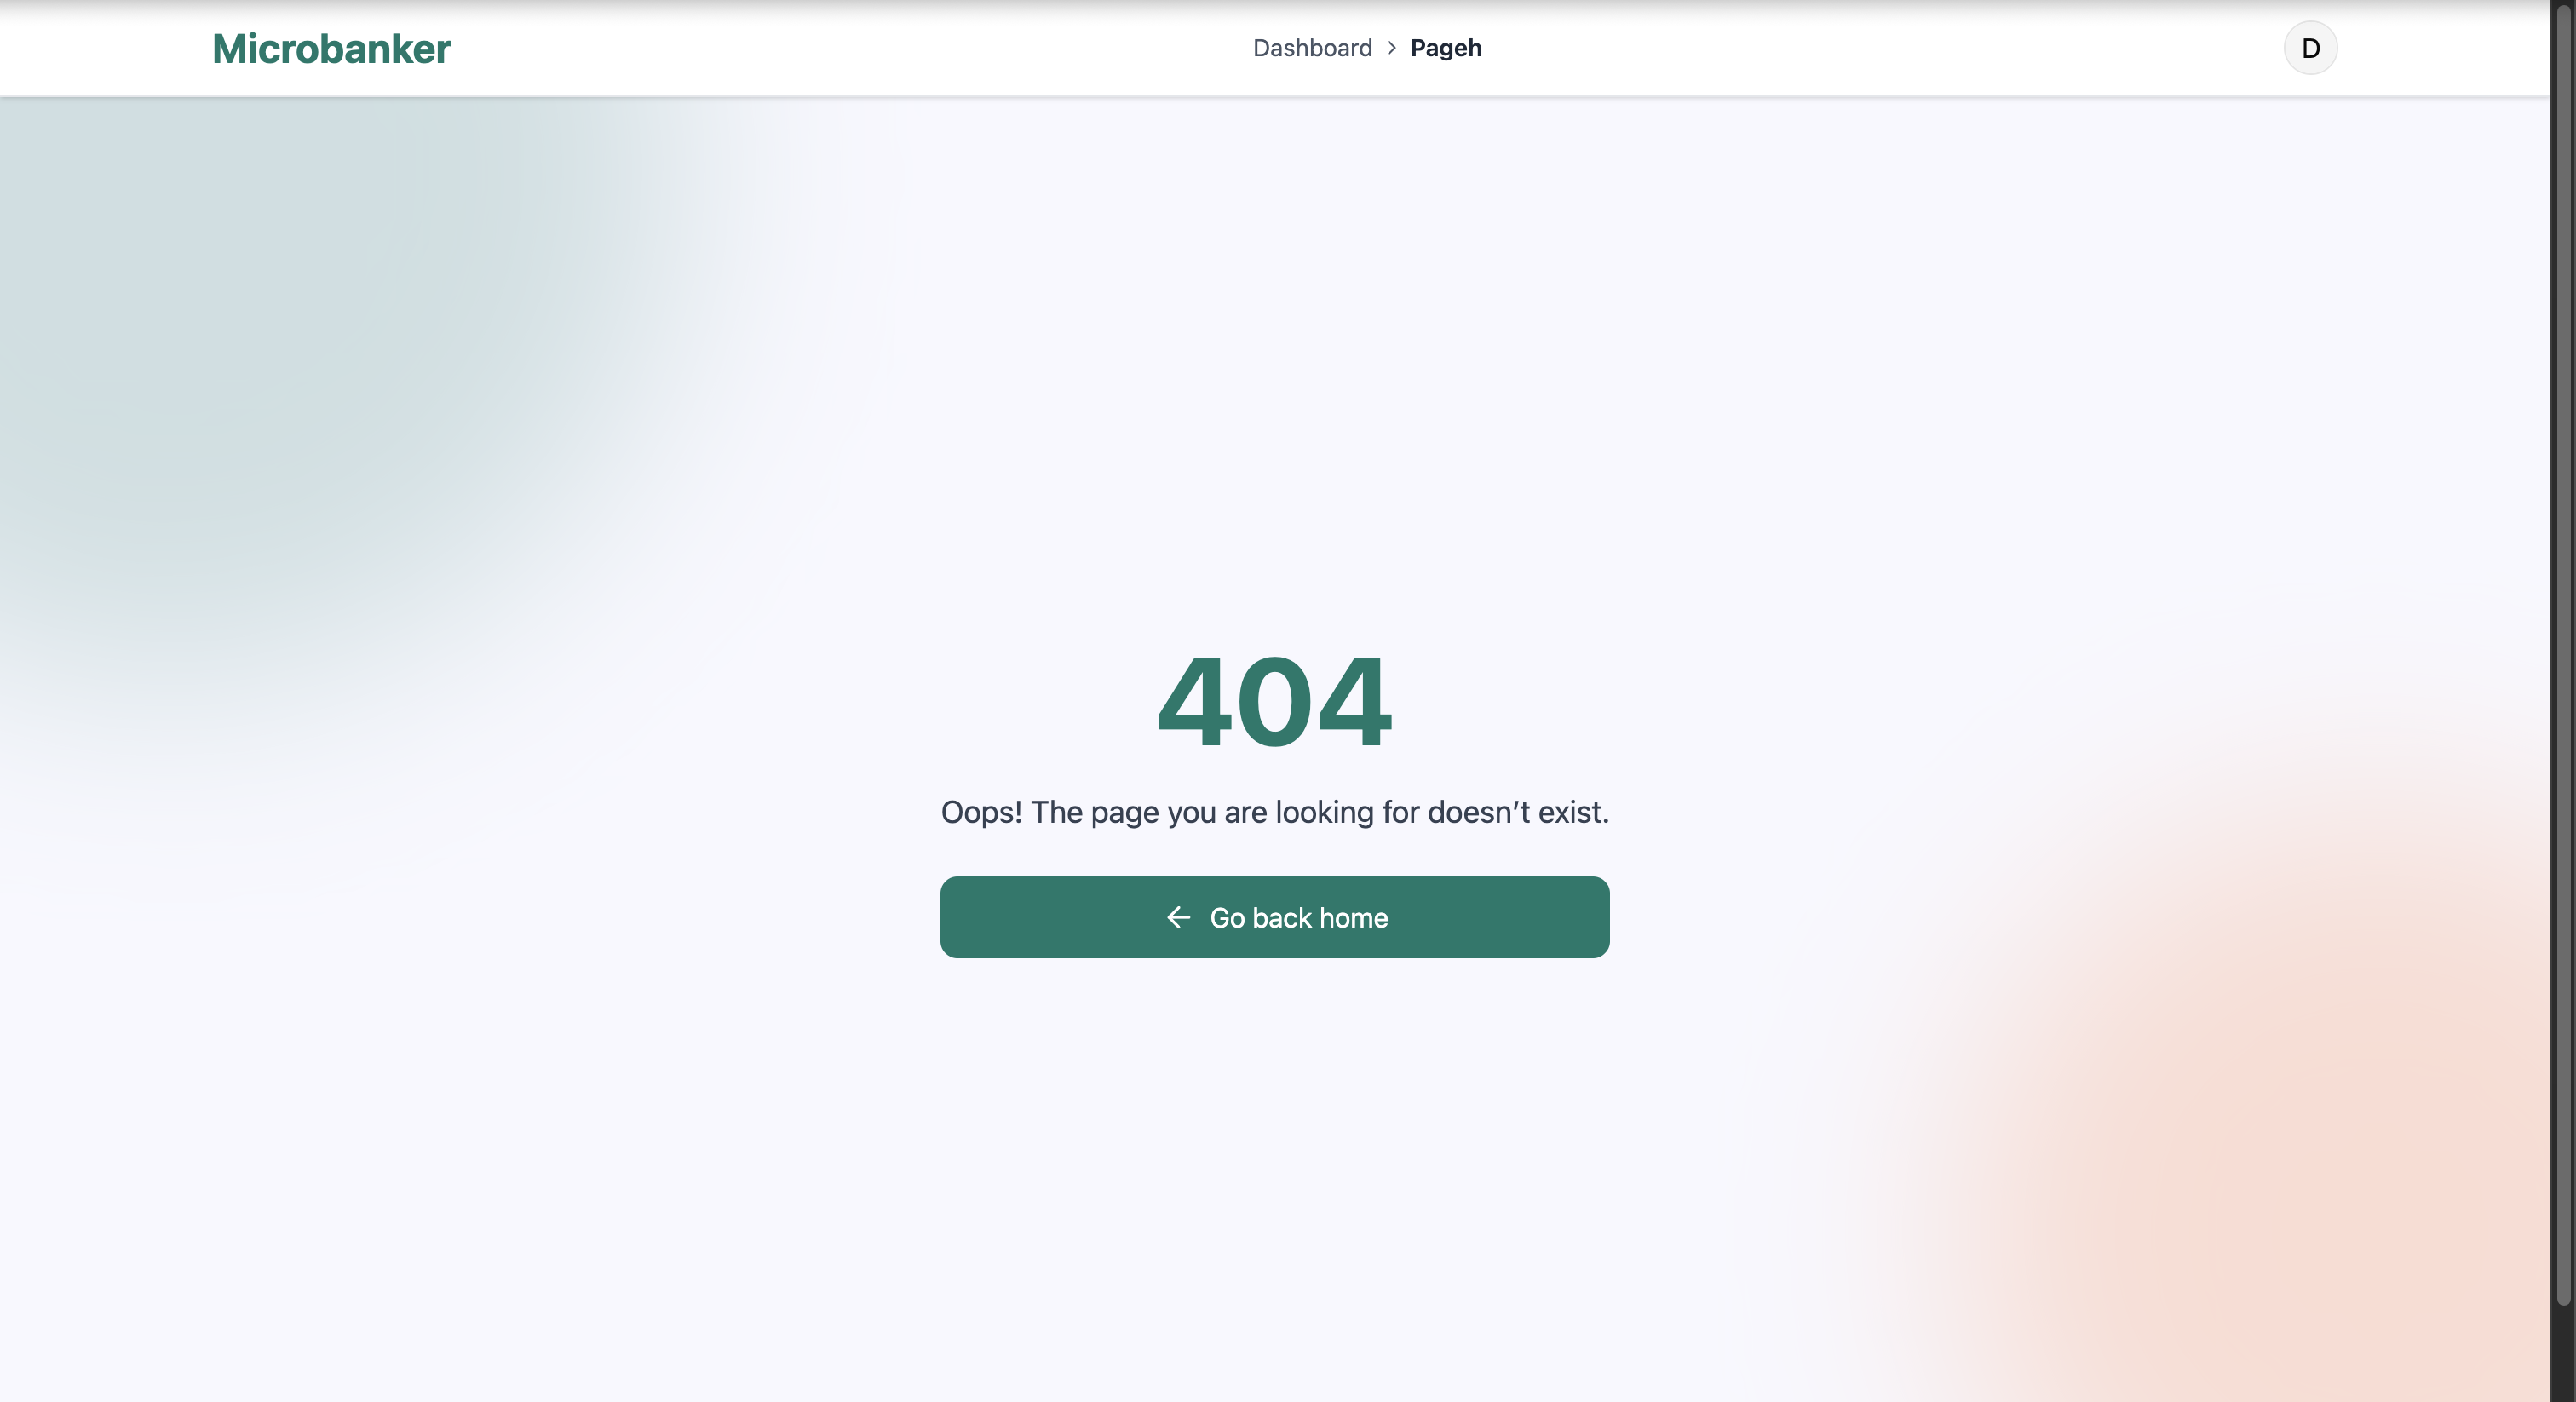 Microbanker
Dashboard > Pageh
D
404
Oops! The page you are looking for doesn’t exist.
← Go back home